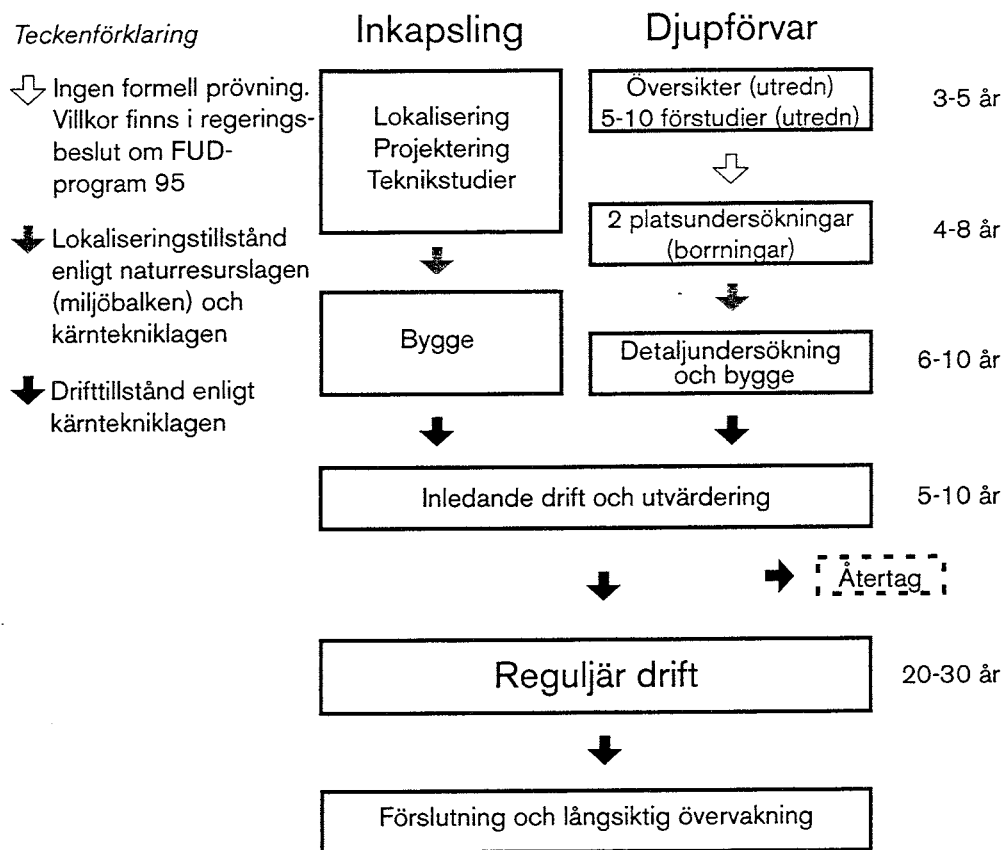 Teckenförklaring
Ingen formell prövning.
Villkor finns i regerings-
beslut om FUD-
program 95
Lokaliseringstillstånd
enligt naturresurslagen
(miljöbalken) och
kärntekniklagen
Drifttillstånd enligt
kärntekniklagen
Inkapsling
Djupförvar
Lokalisering
Projektering
Teknikstudier
Översikter (utredn)
5-10 förstudier (utredn)
3-5 år
2 platsundersökningar
(borrningar)
4-8 år
Bygge
Detaljundersökning
och bygge
6-10 år
Inledande drift och utvärdering
5-10 år
Återtag
Reguljär drift
20-30 år
Förslutning och långsiktig övervakning